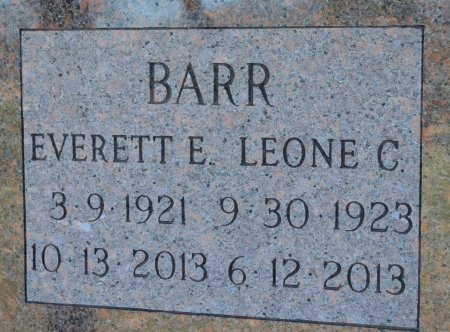 BARR
EVERETT E. LEONE C.
3·9·1921 9·30·1923
10·13·2013 6·12·2013